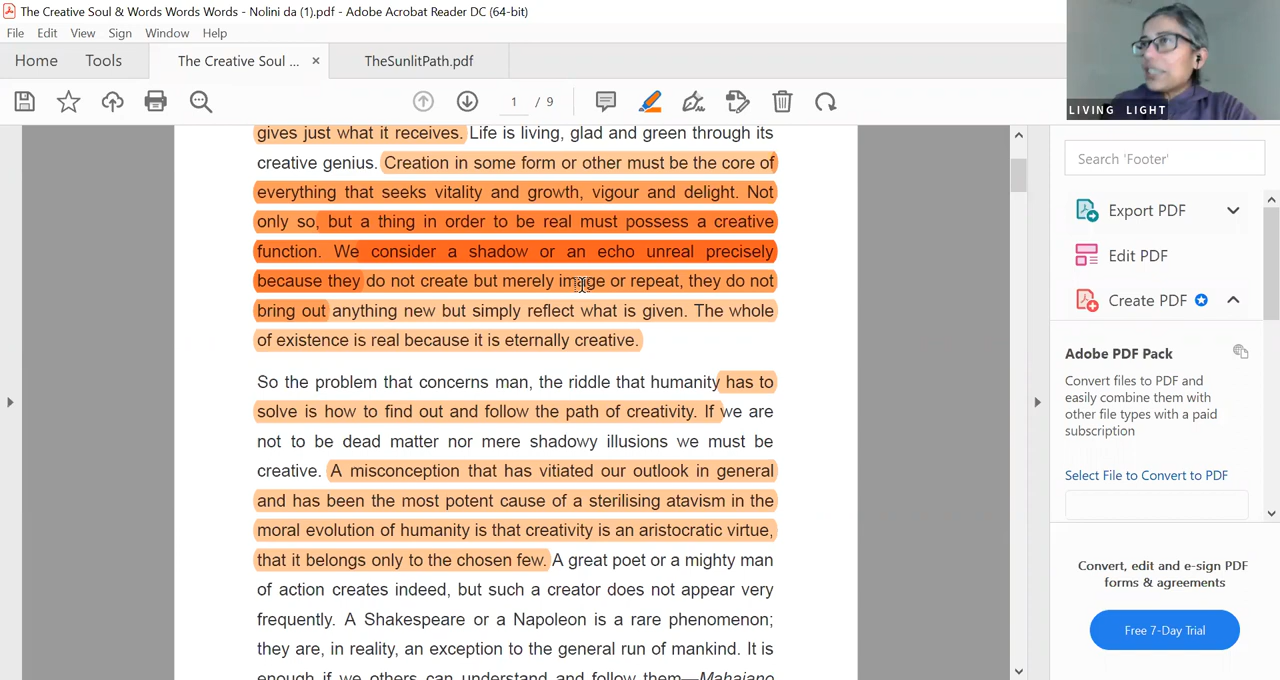 The Creative Soul & Words Words Words - Nolini da (1).pdf - Adobe Acrobat Reader DC (64-bit)
File Edit View Sign Window Help
Home Tools The Creative Soul ... × TheSunlitPath.pdf
1 / 9
LIVING LIGHT
gives just what it receives. Life is living, glad and green through its
creative genius. Creation in some form or other must be the core of
everything that seeks vitality and growth, vigour and delight. Not
only so, but a thing in order to be real must possess a creative
function. We consider a shadow or an echo unreal precisely
because they do not create but merely image or repeat, they do not
bring out anything new but simply reflect what is given. The whole
of existence is real because it is eternally creative.
So the problem that concerns man, the riddle that humanity has to
solve is how to find out and follow the path of creativity. If we are
not to be dead matter nor mere shadowy illusions we must be
creative. A misconception that has vitiated our outlook in general
and has been the most potent cause of a sterilising atavism in the
moral evolution of humanity is that creativity is an aristocratic virtue,
that it belongs only to the chosen few. A great poet or a mighty man
of action creates indeed, but such a creator does not appear very
frequently. A Shakespeare or a Napoleon is a rare phenomenon;
they are, in reality, an exception to the general run of mankind. It is
enough if we others can understand and follow them—Mahajano
Search 'Footer'
Export PDF
Edit PDF
Create PDF
Adobe PDF Pack
Convert files to PDF and
easily combine them with
other file types with a paid
subscription
Select File to Convert to PDF
Convert, edit and e-sign PDF
forms & agreements
Free 7-Day Trial